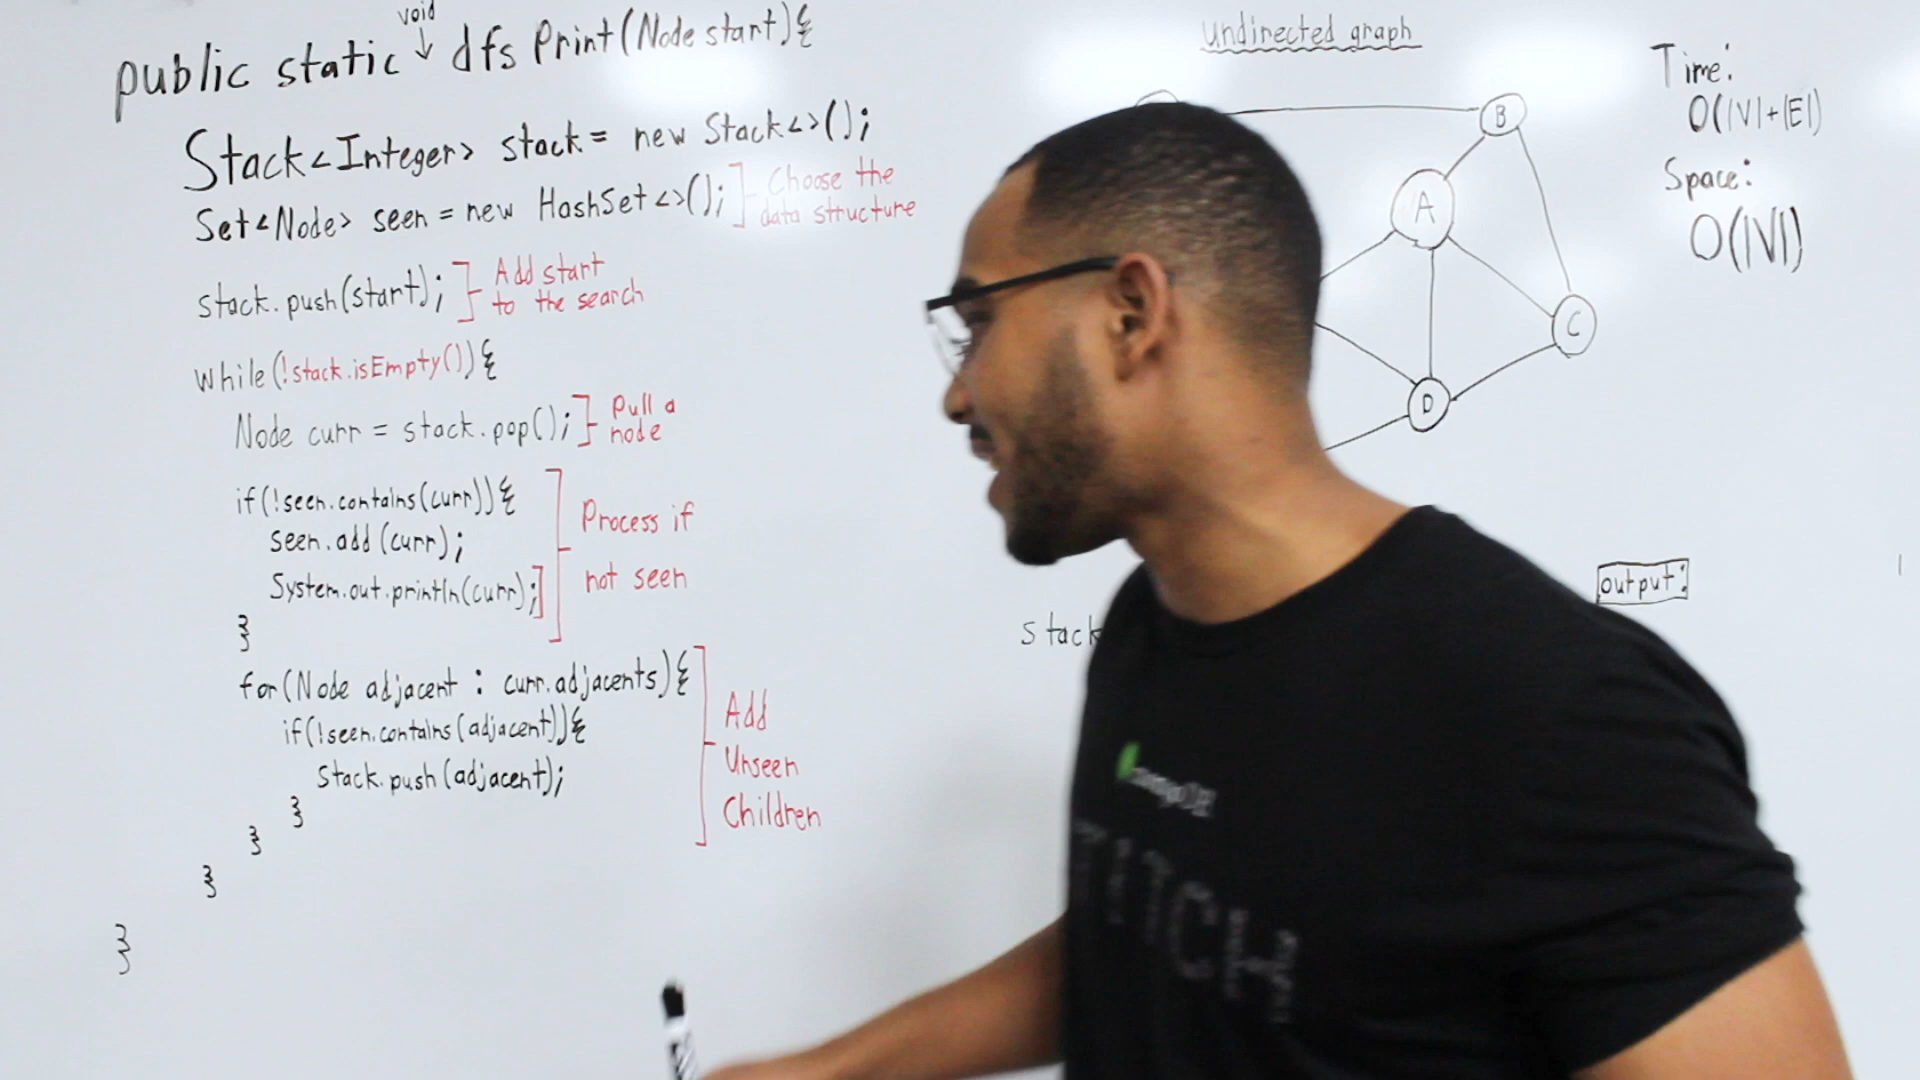 void
public static ↓ dfs Print(Node start){
Stack<Integer> stack = new Stack<>();
Set<Node> seen = new HashSet<>();
Choose the
data structure
stack.push(start);
Add start
to the search
while(!stack.isEmpty()){
Node curr = stack.pop();
Pull a
node
if(!seen.contains(curr)){
seen.add(curr);
System.out.println(curr);
}
Process if
not seen
for(Node adjacent : curr.adjacents){
if(!seen.contains(adjacent)){
Stack.push(adjacent);
}
}
}
}
Add
Unseen
Children
Undirected graph
B
A
C
D
stack
output:
Time:
O(|V|+|E|)
Space:
O(|V|)